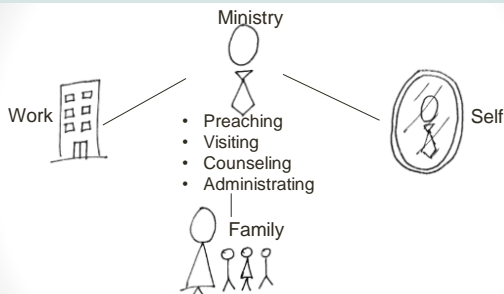 Ministry
Work
Self
• Preaching
• Visiting
• Counseling
• Administrating
Family